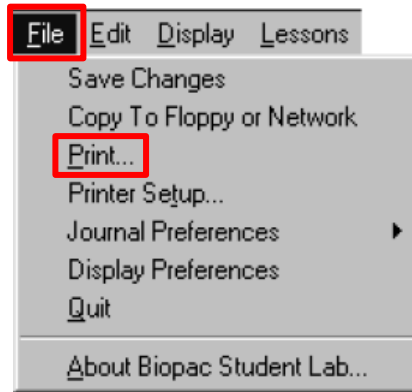 File Edit Display Lessons
Save Changes
Copy To Floppy or Network
Print...
Printer Setup...
Journal Preferences
Display Preferences
Quit
About Biopac Student Lab...